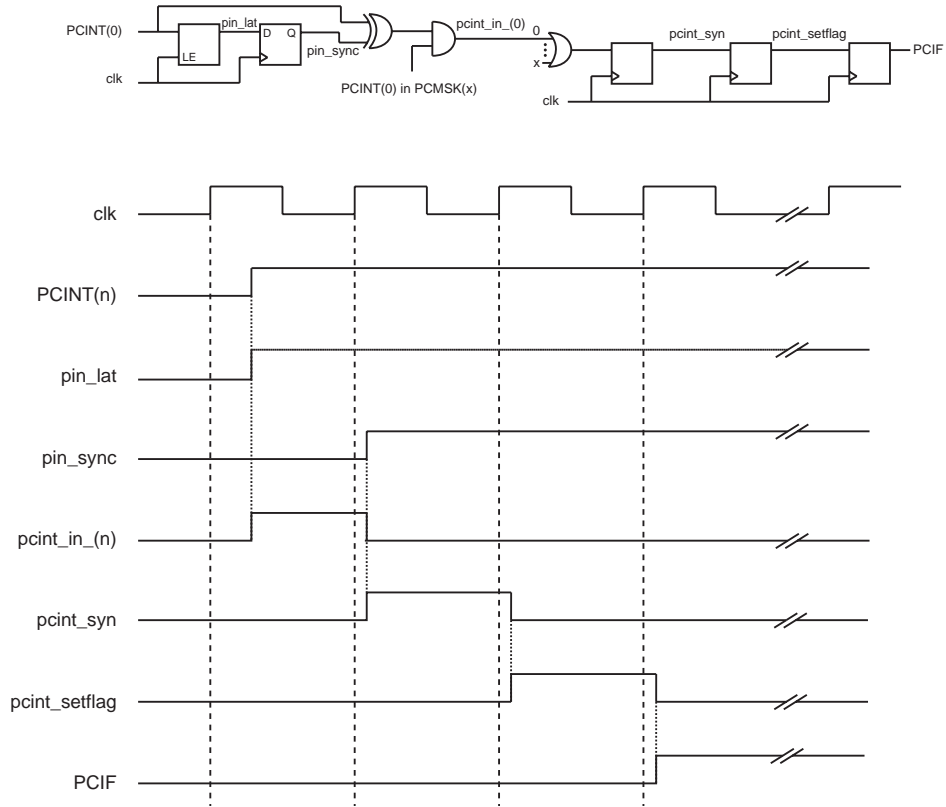 PCINT(0)
pin_lat
LE
D Q
pin_sync
clk
PCINT(0) in PCMSK(x)
pcint_in_(0)
0
x
clk
pcint_syn
pcint_setflag
PCIF
clk
PCINT(n)
pin_lat
pin_sync
pcint_in_(n)
pcint_syn
pcint_setflag
PCIF